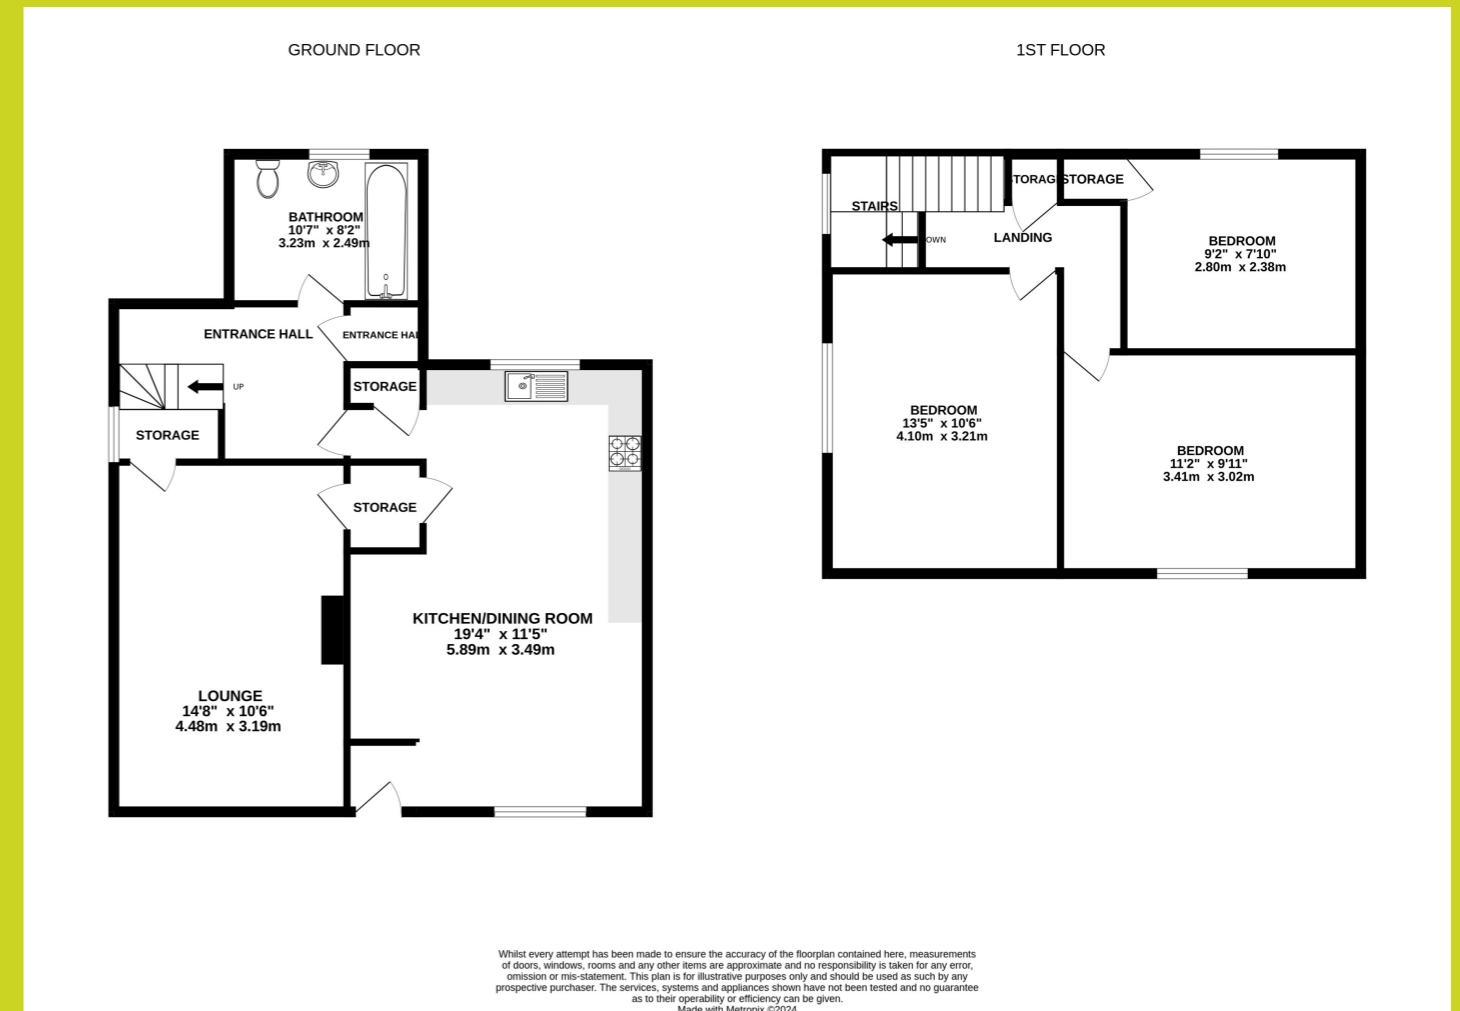 GROUND FLOOR
1ST FLOOR
BATHROOM
10'7" x 8'2"
3.23m x 2.49m
ENTRANCE HALL
ENTRANCE HAL
UP
STORAGE
STORAGE
STORAGE
KITCHEN/DINING ROOM
19'4" x 11'5"
5.89m x 3.49m
LOUNGE
14'8" x 10'6"
4.48m x 3.19m
STORAG
STORAGE
STAIRS
OWN
LANDING
BEDROOM
9'2" x 7'10"
2.80m x 2.38m
BEDROOM
13'5" x 10'6"
4.10m x 3.21m
BEDROOM
11'2" x 9'11"
3.41m x 3.02m
Whilst every attempt has been made to ensure the accuracy of the floorplan contained here, measurements
of doors, windows, rooms and any other items are approximate and no responsibility is taken for any error,
omission or mis-statement. This plan is for illustrative purposes only and should be used as such by any
prospective purchaser. The services, systems and appliances shown have not been tested and no guarantee
as to their operability or efficiency can be given.
Made with Metropix ©2024